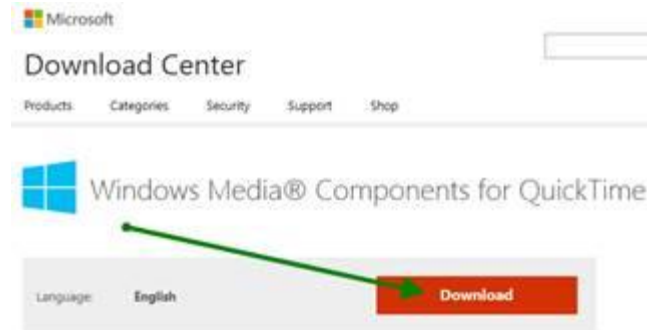 Microsoft
Download Center
Products Categories Security Support Shop
Windows Media® Components for QuickTime
Language: English Download